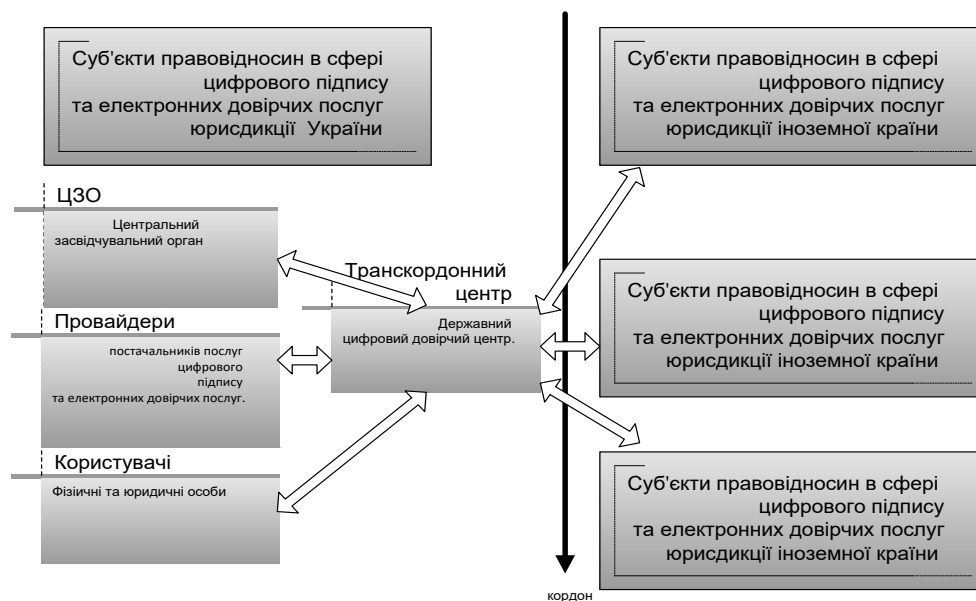 Суб'єкти правовідносин в сфері
цифрового підпису
та електронних довірчих послуг
юрисдикції України
ЦЗО
Центральний
засвідчувальний орган
Провайдери
постачальників послуг
цифрового
підпису
та електронних довірчих послуг.
Користувачі
Фізіичні та юридичні особи
Транскордонний
центр
Державний
цифровий довірчий центр.
Суб'єкти правовідносин в сфері
цифрового підпису
та електронних довірчих послуг
юрисдикції іноземної країни
Суб'єкти правовідносин в сфері
цифрового підпису
та електронних довірчих послуг
юрисдикції іноземної країни
Суб'єкти правовідносин в сфері
цифрового підпису
та електронних довірчих послуг
юрисдикції іноземної країни
кордон